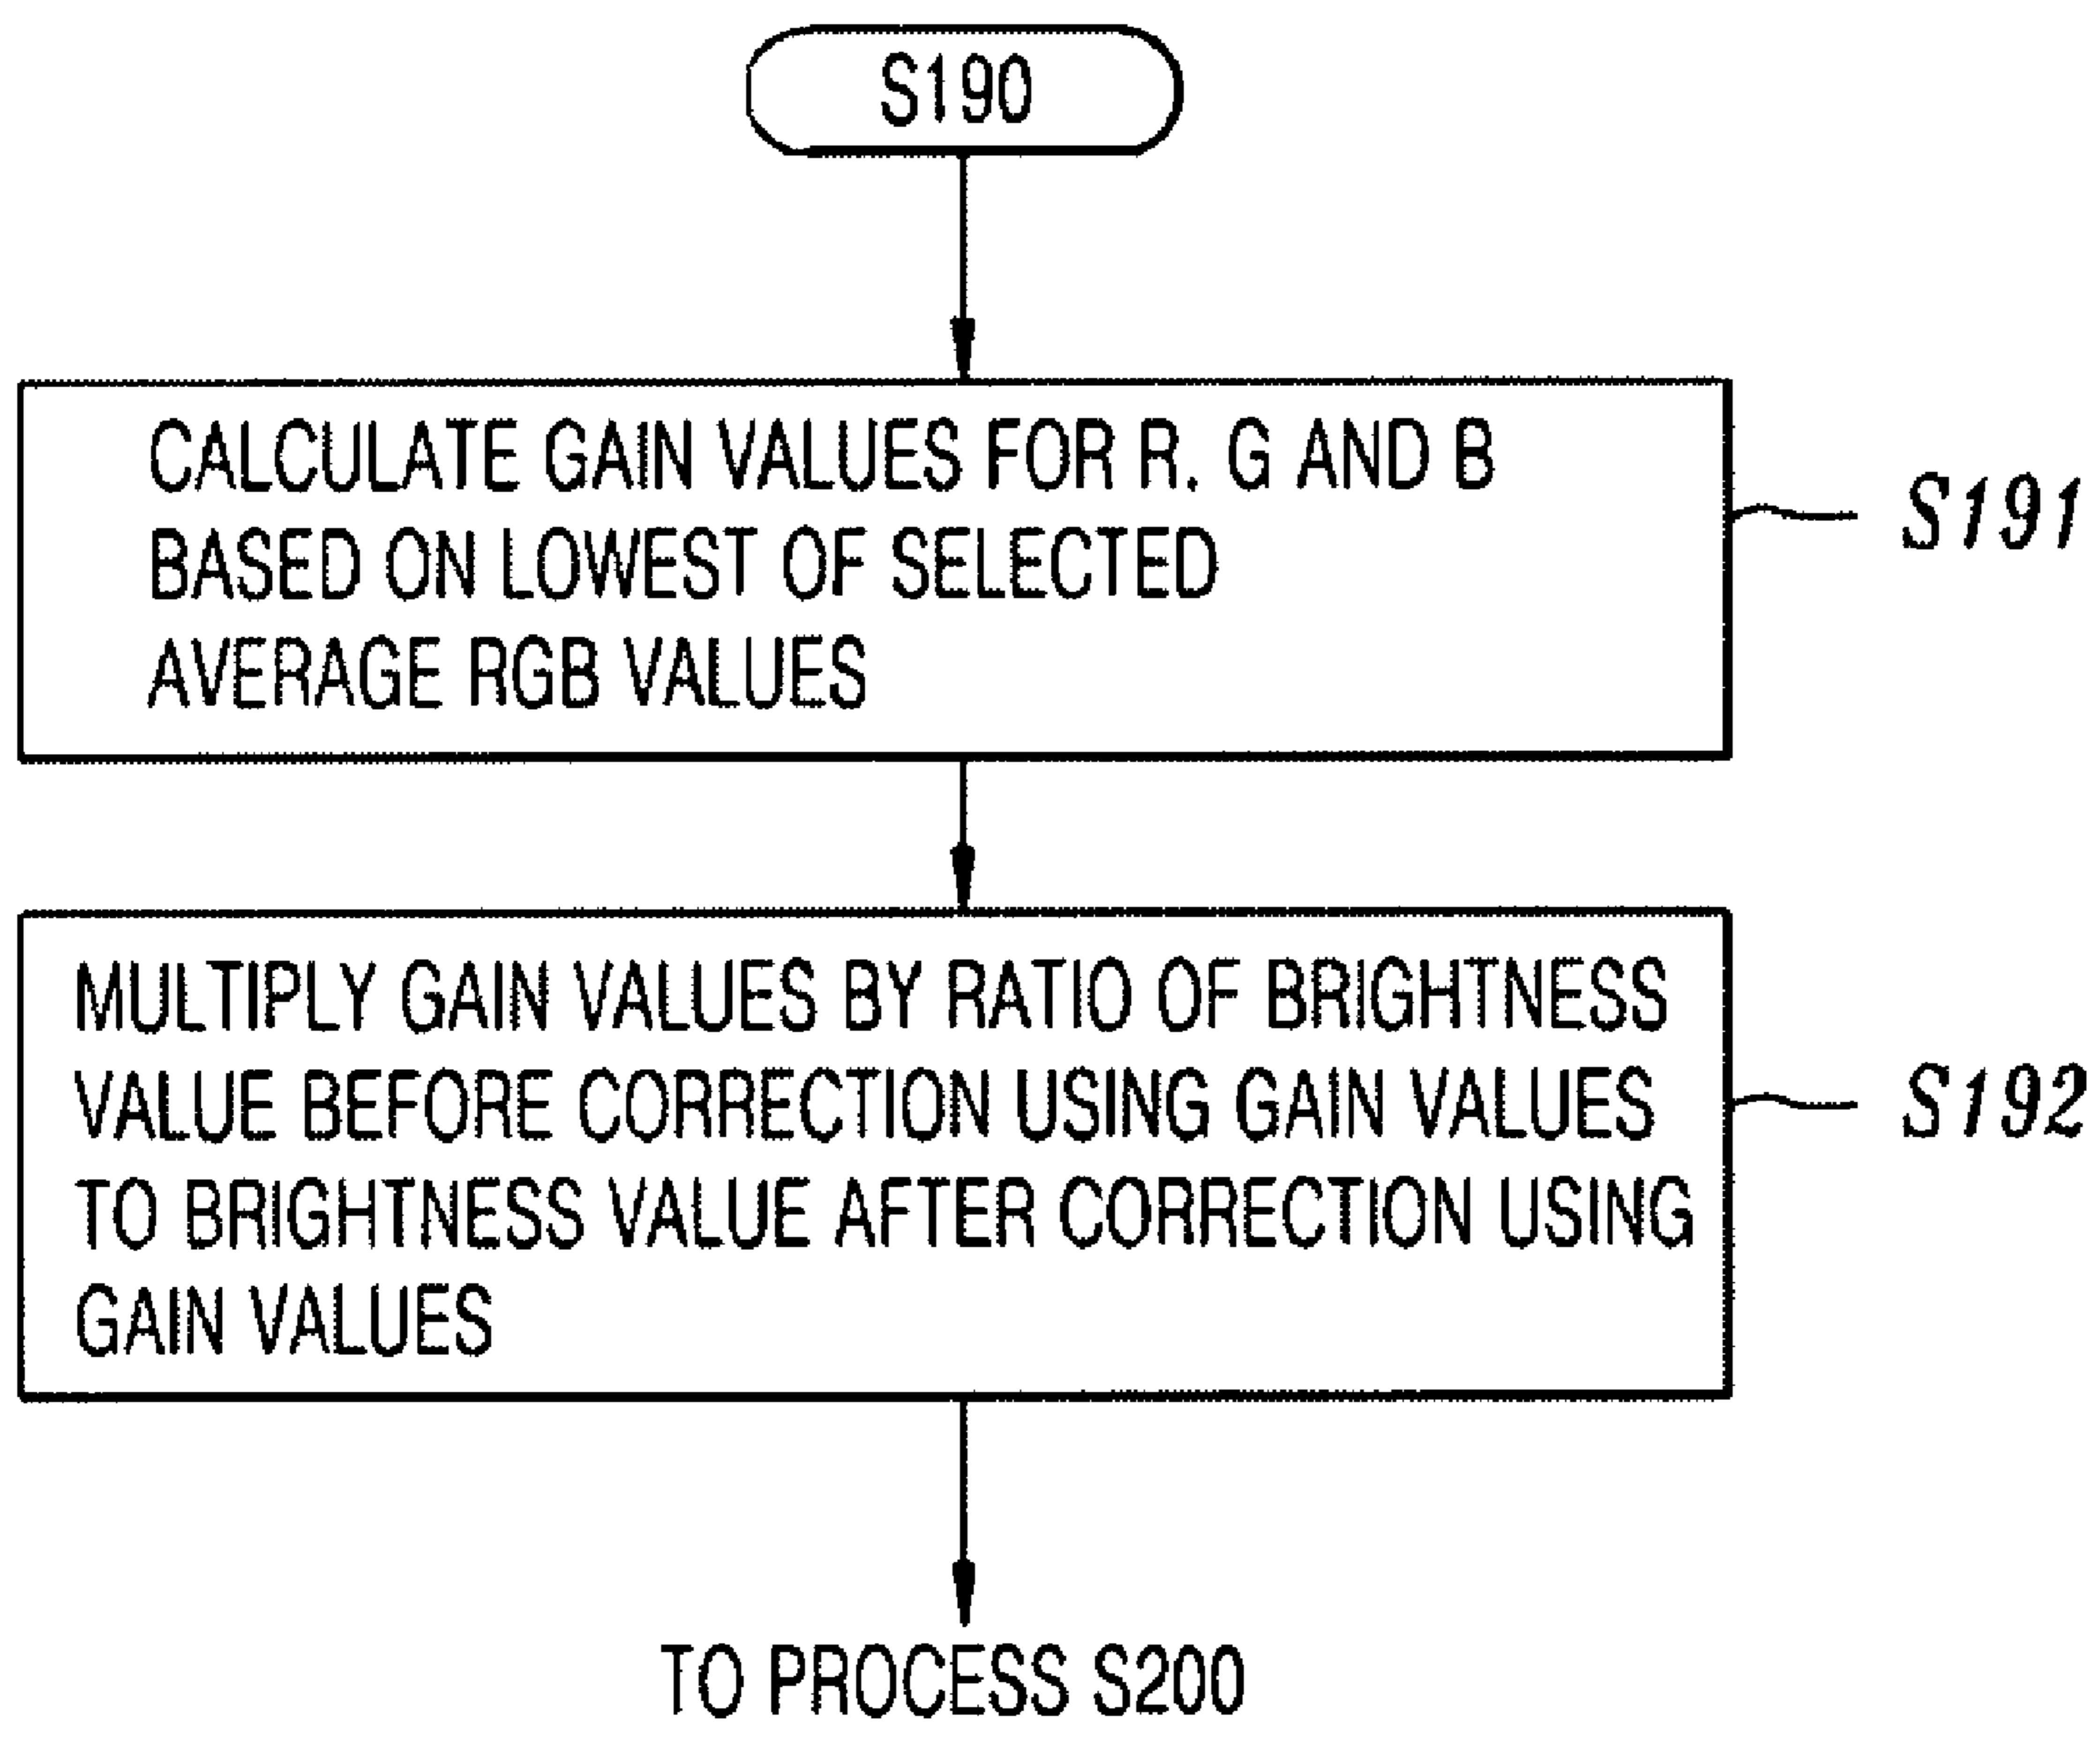 S190
CALCULATE GAIN VALUES FOR R. G AND B
BASED ON LOWEST OF SELECTED
AVERAGE RGB VALUES
S191
MULTIPLY GAIN VALUES BY RATIO OF BRIGHTNESS
VALUE BEFORE CORRECTION USING GAIN VALUES
TO BRIGHTNESS VALUE AFTER CORRECTION USING
GAIN VALUES
S192
TO PROCESS S200